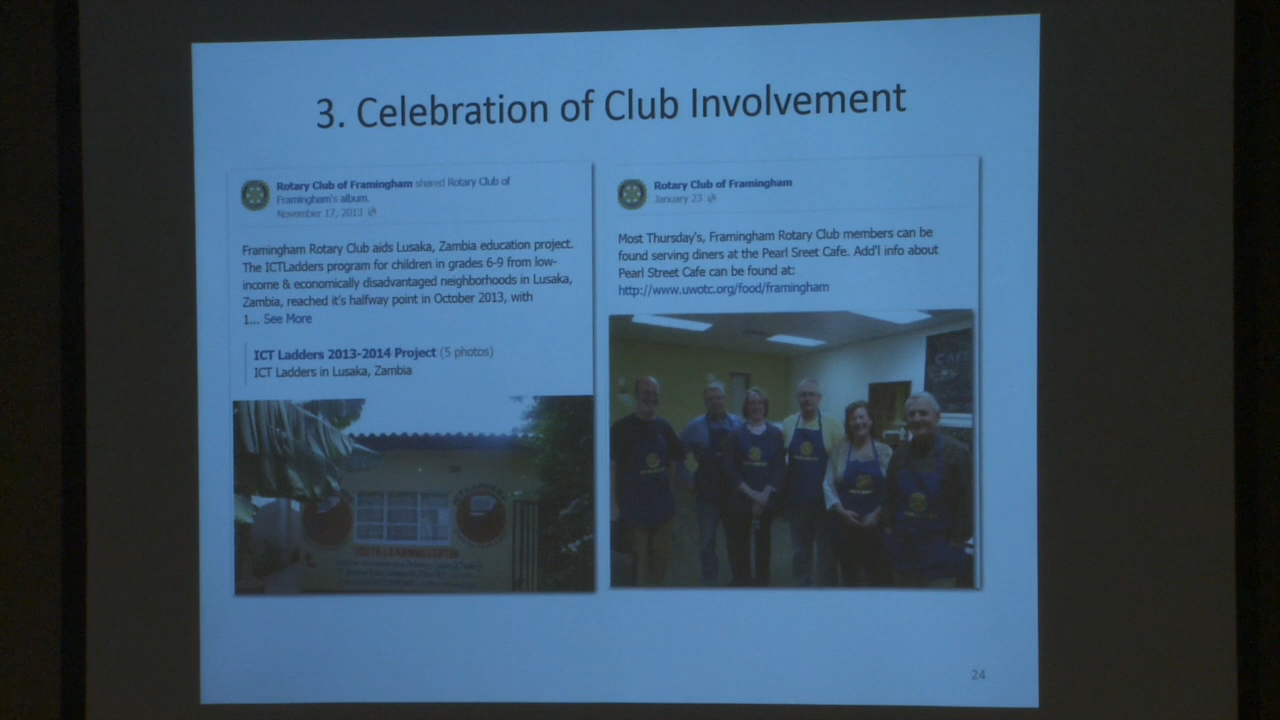 3. Celebration of Club Involvement
Rotary Club of Framingham shared Rotary Club of
Framingham's album.
November 17, 2013
Framingham Rotary Club aids Lusaka, Zambia education project.
The ICTLadders program for children in grades 6-9 from low-
income & economically disadvantaged neighborhoods in Lusaka,
Zambia, reached it's halfway point in October 2013, with
1... See More
ICT Ladders 2013-2014 Project (5 photos)
ICT Ladders in Lusaka, Zambia
YOUTH LEARNING CENTER
Rotary Club of Framingham
January 23
Most Thursday's, Framingham Rotary Club members can be
found serving diners at the Pearl Sreet Cafe. Add'l info about
Pearl Street Cafe can be found at:
http://www.uwotc.org/food/framingham
CAFE
24